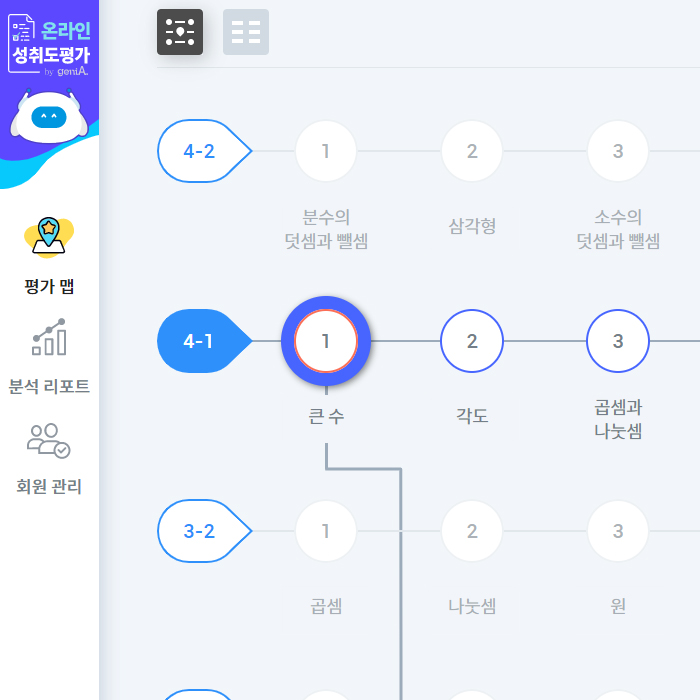 온라인
성취도평가
by geniA.
평가 맵
분석 리포트
회원 관리
4-2
1
2
3
분수의
덧셈과 뺄셈
삼각형
소수의
덧셈과 뺄셈
4-1
1
2
3
큰 수
각도
곱셈과
나눗셈
3-2
1
2
3
곱셈
나눗셈
원